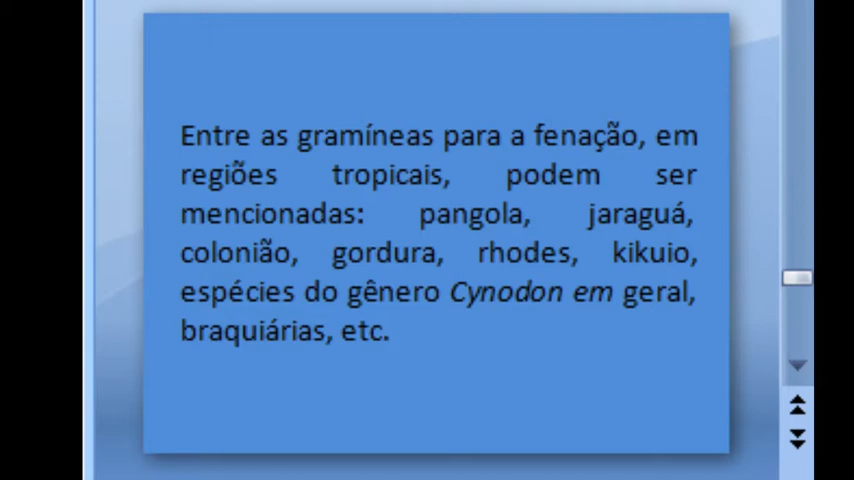 Entre as gramíneas para a fenação, em
regiões tropicais, podem ser
mencionadas: pangola, jaraguá,
colonião, gordura, rhodes, kikuio,
espécies do gênero Cynodon em geral,
braquiárias, etc.